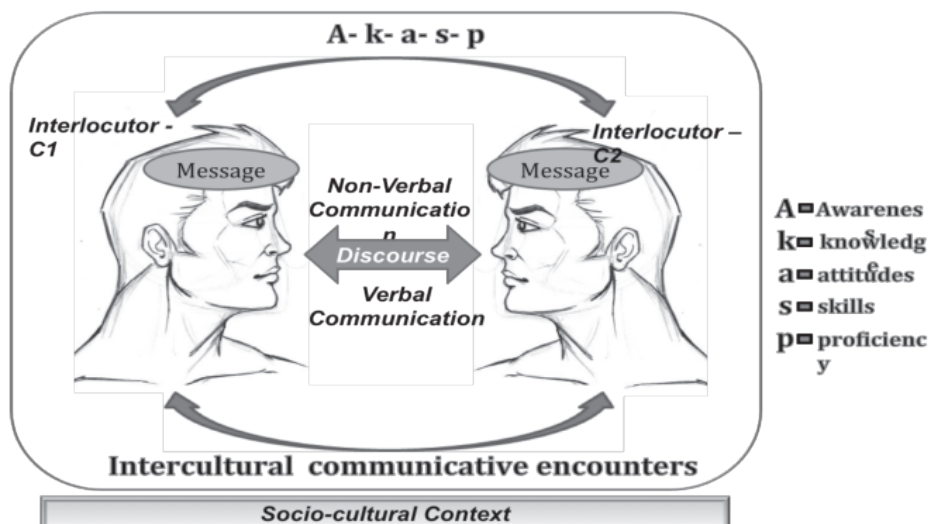 A- k- a- s- p
Interlocutor -
C1
Interlocutor –
C2
Message
Message
Non-Verbal
Communicatio
n
Discourse
Verbal
Communication
A Awarenes
s
k knowledg
e
a attitudes
s skills
p proficienc
y
Intercultural communicative encounters
Socio-cultural Context